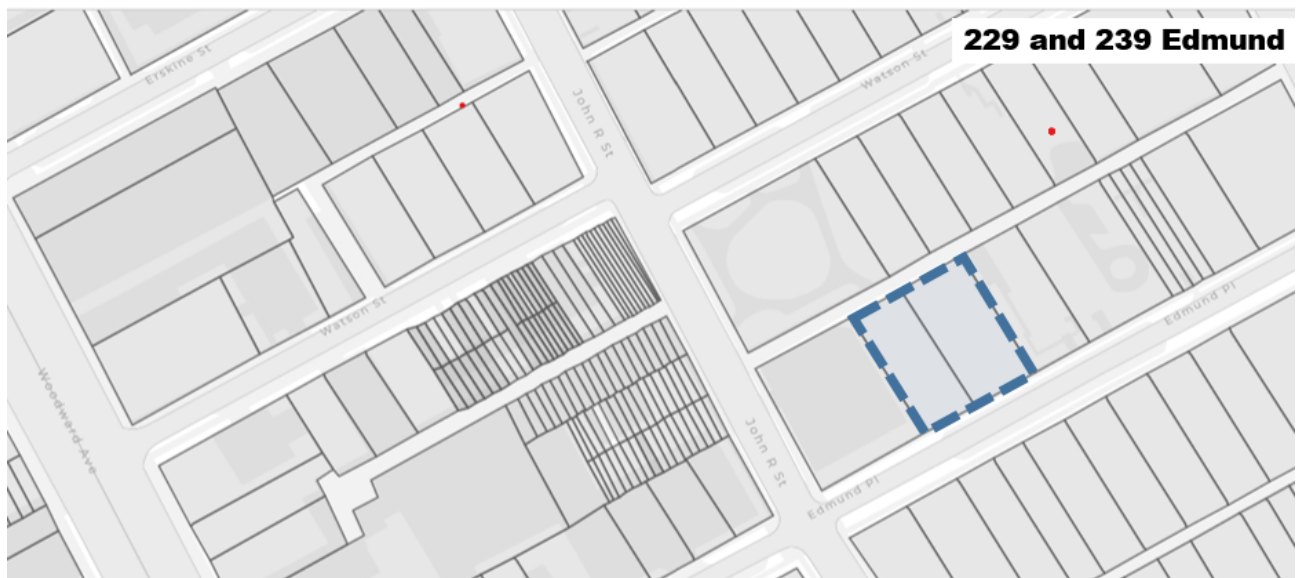 229 and 239 Edmund
Erskine St
John R St
Watson St
Watson St
Edmund Pl
Woodward Ave
John R St
Edmund Pl